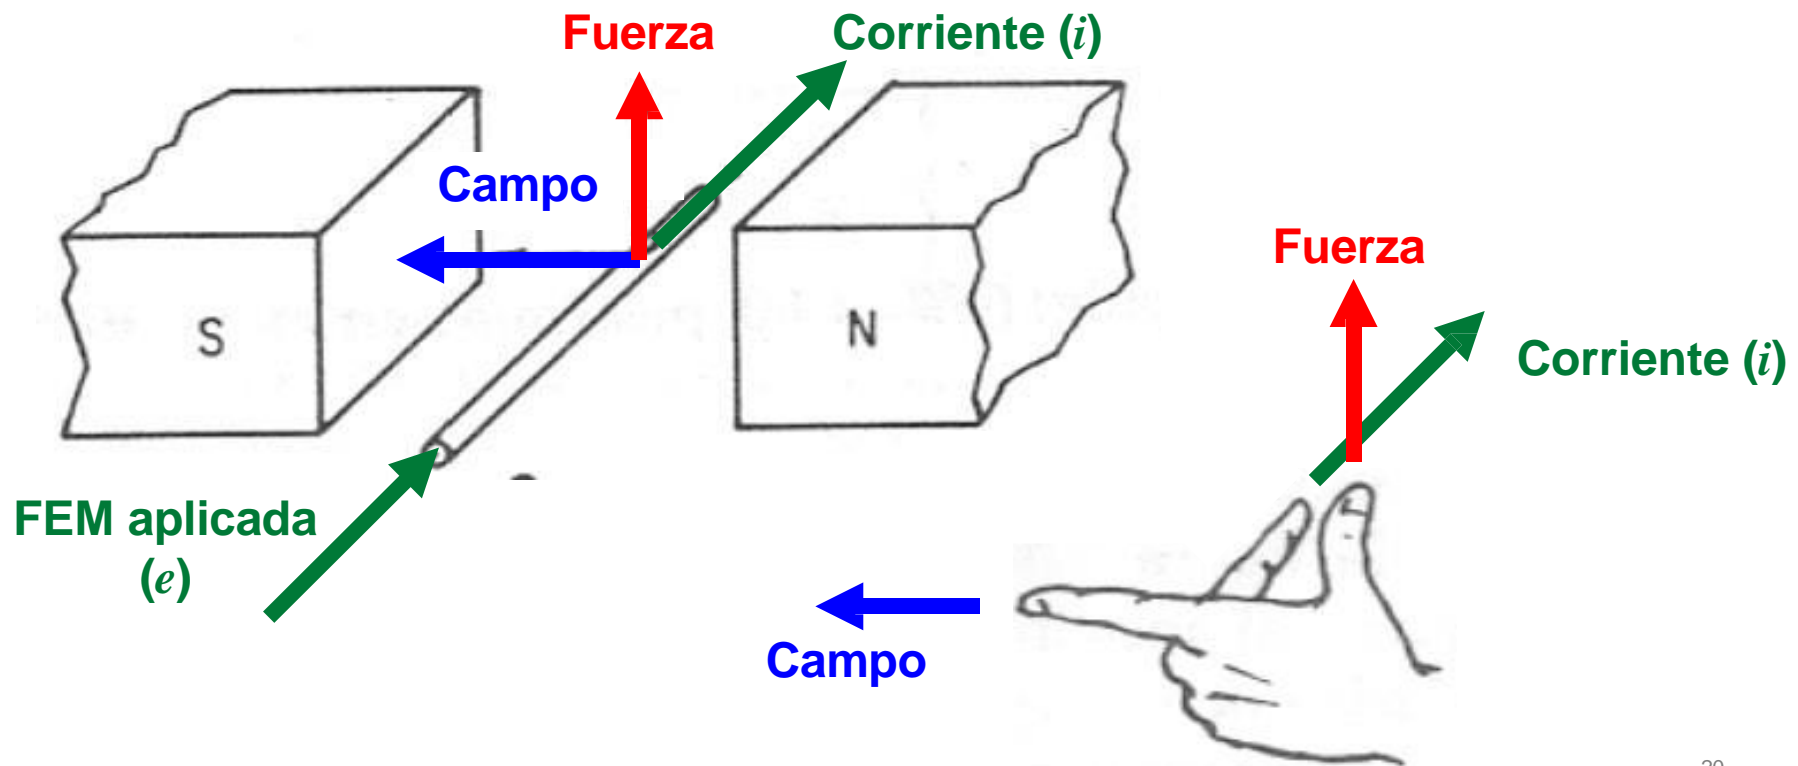 Fuerza
Corriente (i)
Campo
S
N
FEM aplicada
(e)
Fuerza
Corriente (i)
Campo